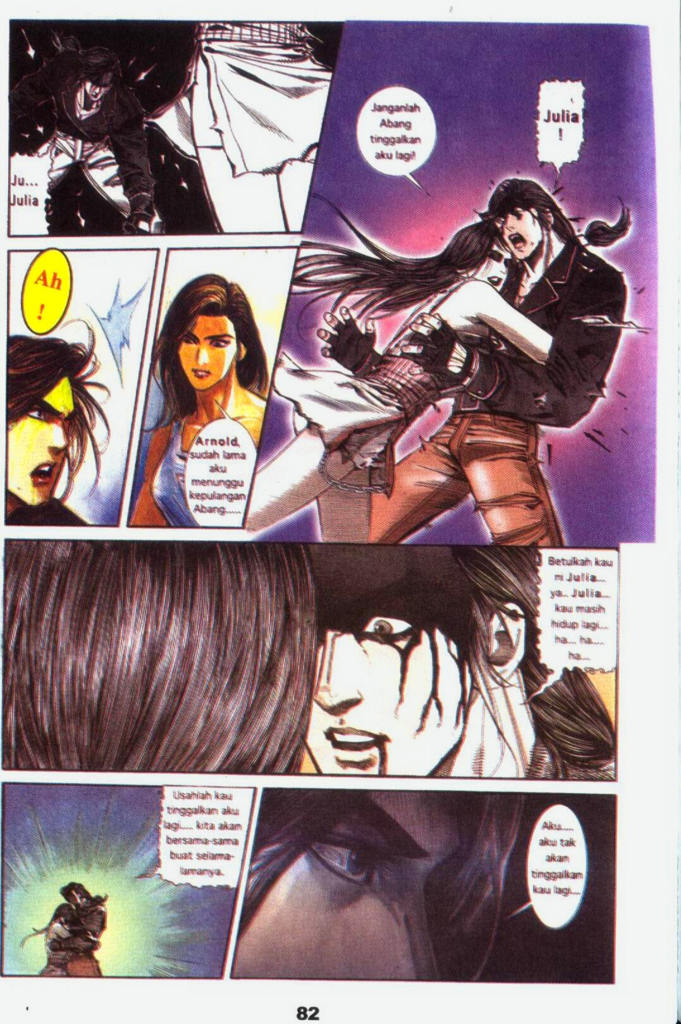 Ju...
Julia
Janganlah
Abang
tinggalkan
aku lagi!
Julia
!
Ah
!
Arnold,
sudah lama
aku
menunggu
kepulangan
Abang.....
Betulkah kau
ni Julia...
ya.. Julia...
kau masih
hidup lagi...
ha... ha....
ha...
Usahlah kau
tinggalkan aku
lagi.... kita akan
bersama-sama
buat selama-
lamanya..
Aku....
aku tak
akan
tinggalkan
kau lagi....
82